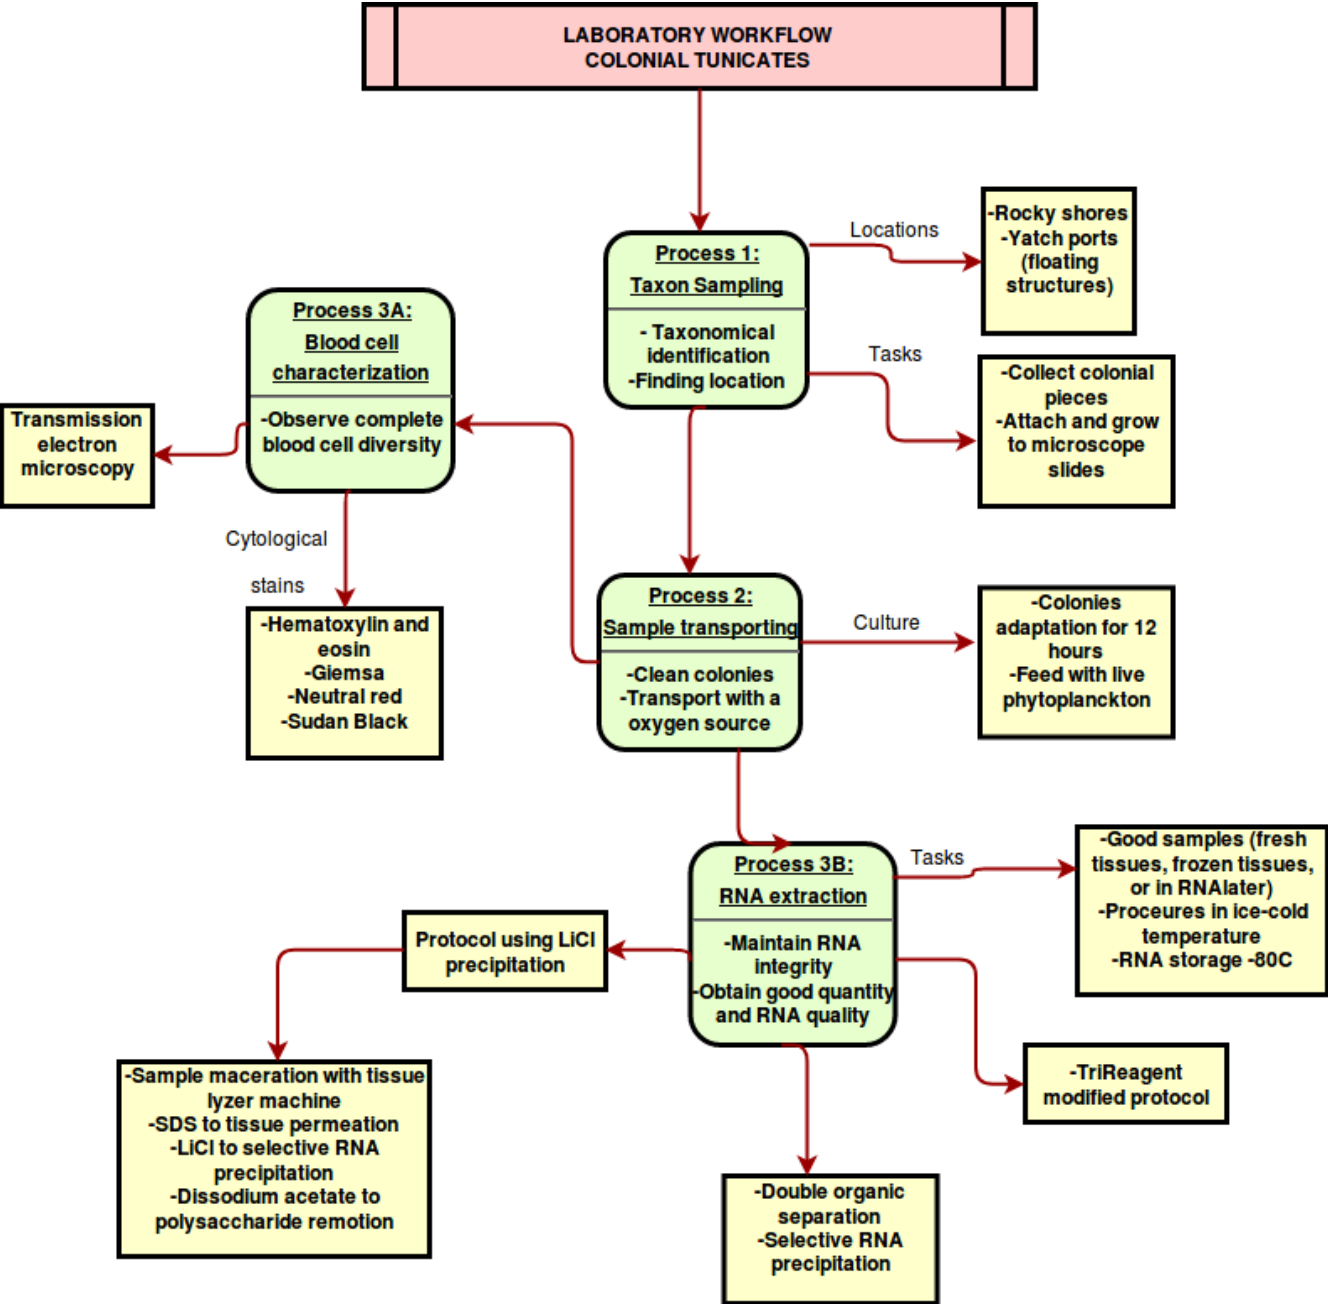 LABORATORY WORKFLOW
COLONIAL TUNICATES
Process 1:
Taxon Sampling
- Taxonomical
identification
-Finding location
Locations
-Rocky shores
-Yatch ports
(floating
structures)
Tasks
-Collect colonial
pieces
-Attach and grow
to microscope
slides
Process 3A:
Blood cell
characterization
-Observe complete
blood cell diversity
Transmission
electron
microscopy
Cytological
stains
-Hematoxylin and
eosin
-Giemsa
-Neutral red
-Sudan Black
Process 2:
Sample transporting
-Clean colonies
-Transport with a
oxygen source
Culture
-Colonies
adaptation for 12
hours
-Feed with live
phytoplanckton
Process 3B:
RNA extraction
-Maintain RNA
integrity
-Obtain good quantity
and RNA quality
Tasks
-Good samples (fresh
tissues, frozen tissues,
or in RNAlater)
-Proceures in ice-cold
temperature
-RNA storage -80C
Protocol using LiCl
precipitation
-Sample maceration with tissue
lyzer machine
-SDS to tissue permeation
-LiCl to selective RNA
precipitation
-Dissodium acetate to
polysaccharide remotion
-TriReagent
modified protocol
-Double organic
separation
-Selective RNA
precipitation